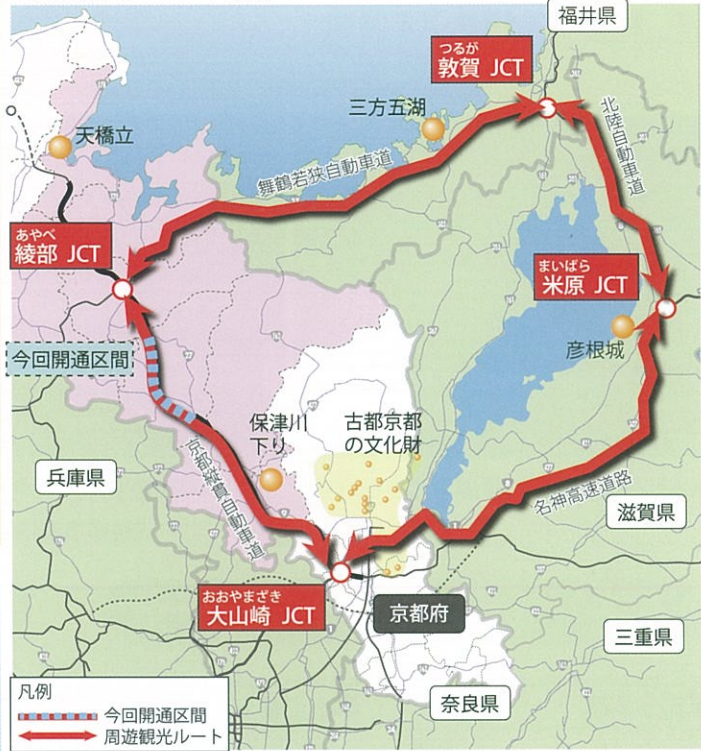 福井県
つるが
敦賀 JCT
三方五湖
天橋立
北陸自動車道
舞鶴若狭自動車道
あやべ
綾部 JCT
まいばら
米原 JCT
彦根城
今回開通区間
保津川
下り
古都京都
の文化財
兵庫県
京都縦貫自動車道
名神高速道路
滋賀県
おおやまざき
大山崎 JCT
京都府
三重県
奈良県
凡例
今回開通区間
周遊観光ルート